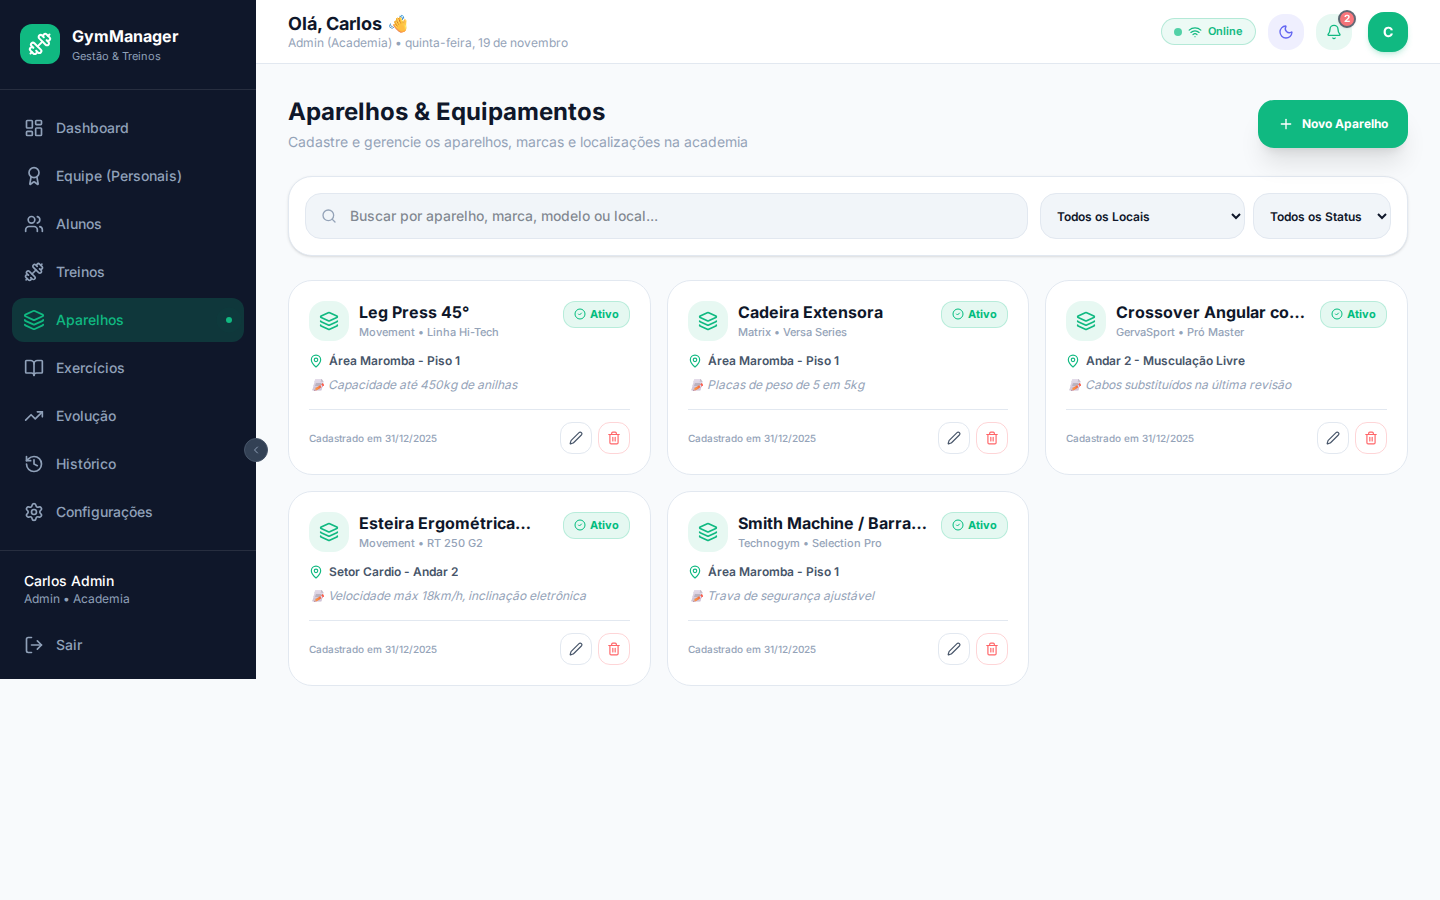 GymManager
Gestão & Treinos
Dashboard
Equipe (Personais)
Alunos
Treinos
Aparelhos
Exercícios
Evolução
Histórico
Configurações
Carlos Admin
Admin • Academia
Sair
Olá, Carlos 👋
Admin (Academia) • quinta-feira, 19 de novembro
Online
2
C
Aparelhos & Equipamentos
Cadastre e gerencie os aparelhos, marcas e localizações na academia
Novo Aparelho
Buscar por aparelho, marca, modelo ou local...
Todos os Locais
Todos os Status
Leg Press 45°
Ativo
Movement • Linha Hi-Tech
Área Maromba - Piso 1
Capacidade até 450kg de anilhas
Cadastrado em 31/12/2025
Cadeira Extensora
Ativo
Matrix • Versa Series
Área Maromba - Piso 1
Placas de peso de 5 em 5kg
Cadastrado em 31/12/2025
Crossover Angular co...
Ativo
GervaSport • Pró Master
Andar 2 - Musculação Livre
Cabos substituídos na última revisão
Cadastrado em 31/12/2025
Esteira Ergométrica...
Ativo
Movement • RT 250 G2
Setor Cardio - Andar 2
Velocidade máx 18km/h, inclinação eletrônica
Cadastrado em 31/12/2025
Smith Machine / Barra...
Ativo
Technogym • Selection Pro
Área Maromba - Piso 1
Trava de segurança ajustável
Cadastrado em 31/12/2025